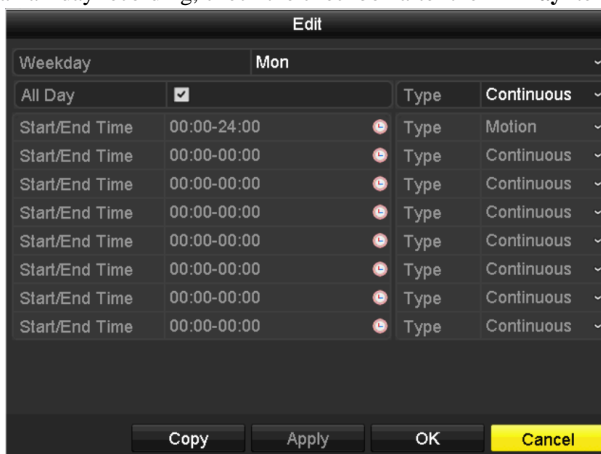 Edit
Weekday Mon
All Day Type Continuous
Start/End Time 00:00-24:00 Type Motion
Start/End Time 00:00-00:00 Type Continuous
Start/End Time 00:00-00:00 Type Continuous
Start/End Time 00:00-00:00 Type Continuous
Start/End Time 00:00-00:00 Type Continuous
Start/End Time 00:00-00:00 Type Continuous
Start/End Time 00:00-00:00 Type Continuous
Start/End Time 00:00-00:00 Type Continuous
Copy Apply OK Cancel